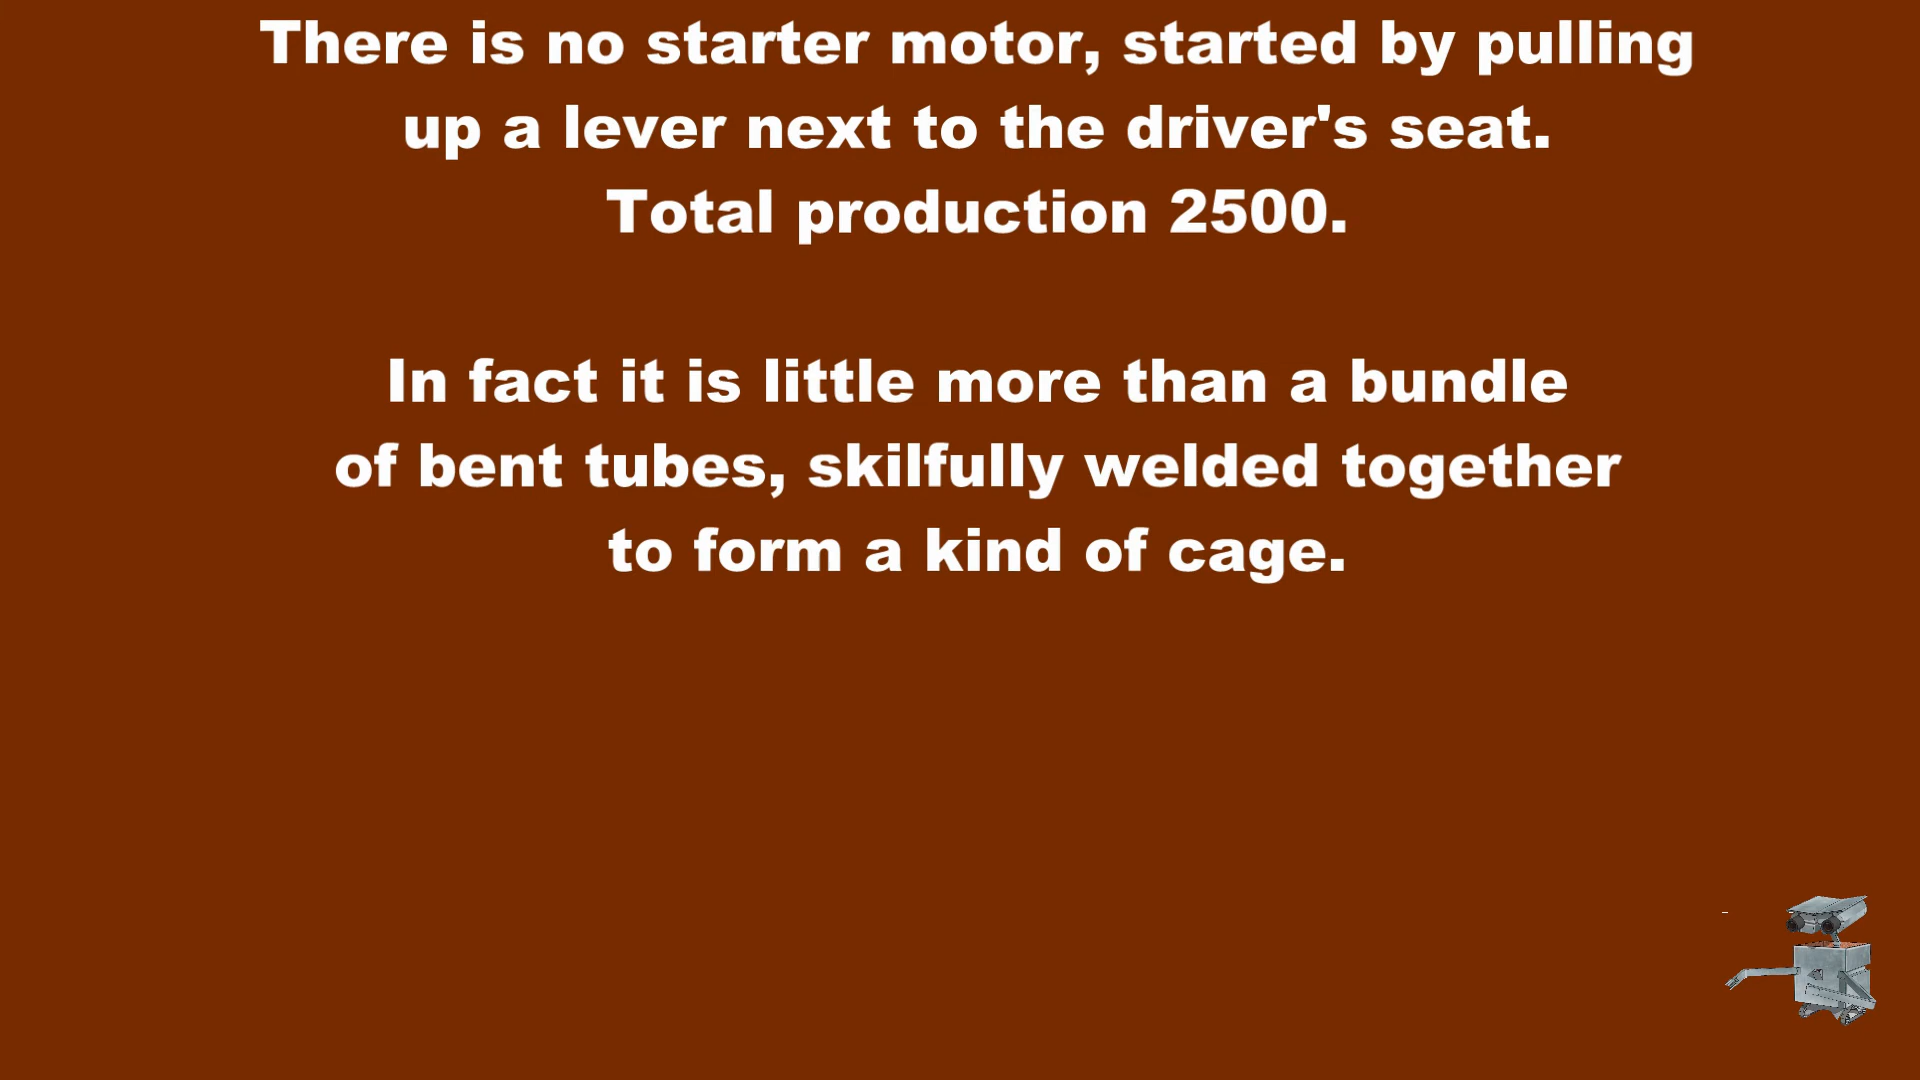 There is no starter motor, started by pulling
up a lever next to the driver's seat.
Total production 2500.
In fact it is little more than a bundle
of bent tubes, skilfully welded together
to form a kind of cage.